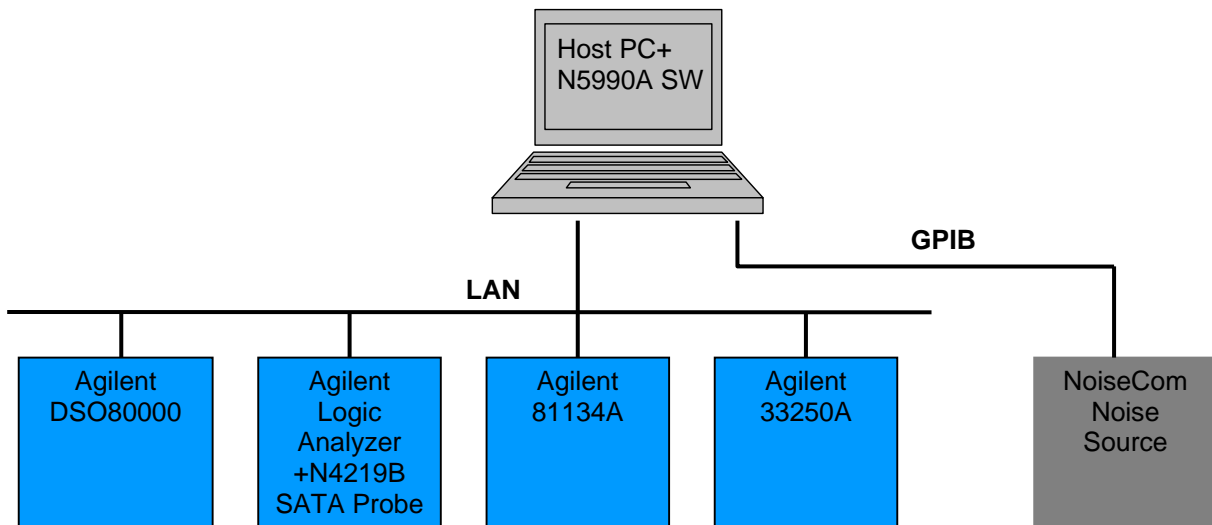 Host PC+
N5990A SW
GPIB
LAN
Agilent
DSO80000
Agilent
Logic
Analyzer
+N4219B
SATA Probe
Agilent
81134A
Agilent
33250A
NoiseCom
Noise
Source